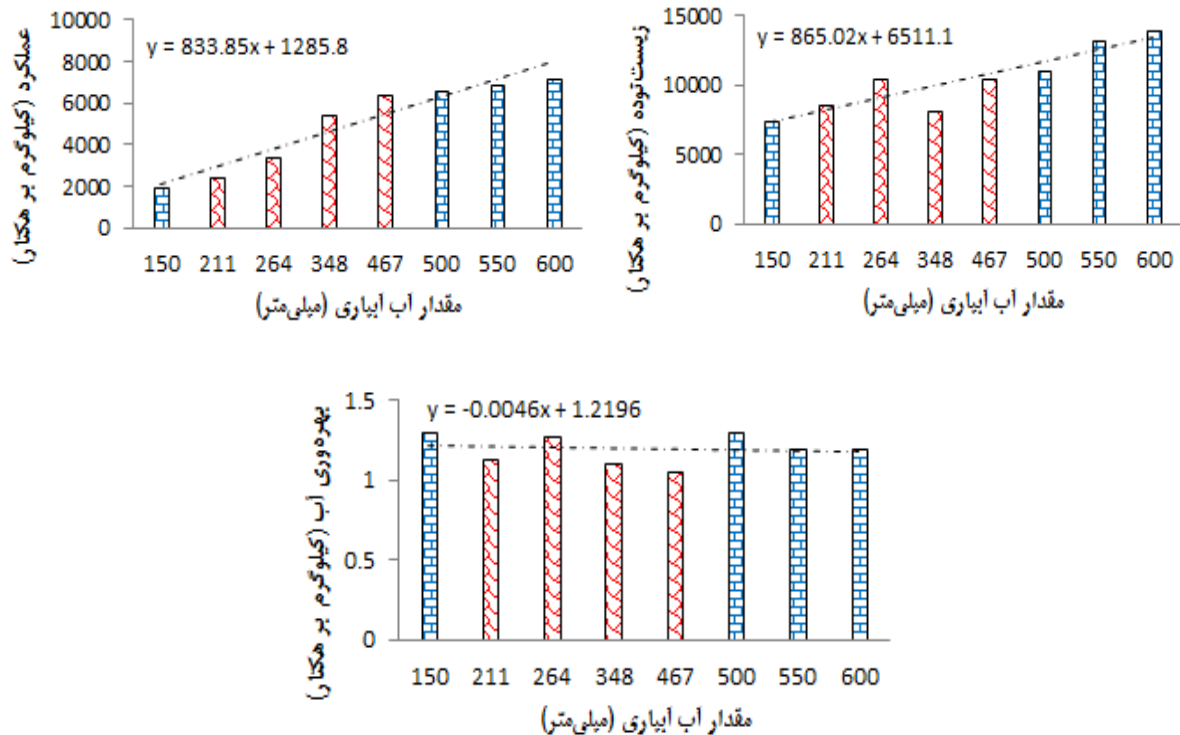 عملکرد (کیلوگرم بر هکتار)
10000
8000
6000
4000
2000
0
y = 833.85x + 1285.8
150 211 264 348 467 500 550 600
مقدار آب آبیاری (میلی‌متر)
زیست‌توده (کیلوگرم بر هکتار)
15000
10000
5000
0
y = 865.02x + 6511.1
150 211 264 348 467 500 550 600
مقدار آب آبیاری (میلی‌متر)
بهره‌وری آب (کیلوگرم بر هکتار)
1.5
1
0.5
0
y = -0.0046x + 1.2196
150 211 264 348 467 500 550 600
مقدار آب آبیاری (میلی‌متر)